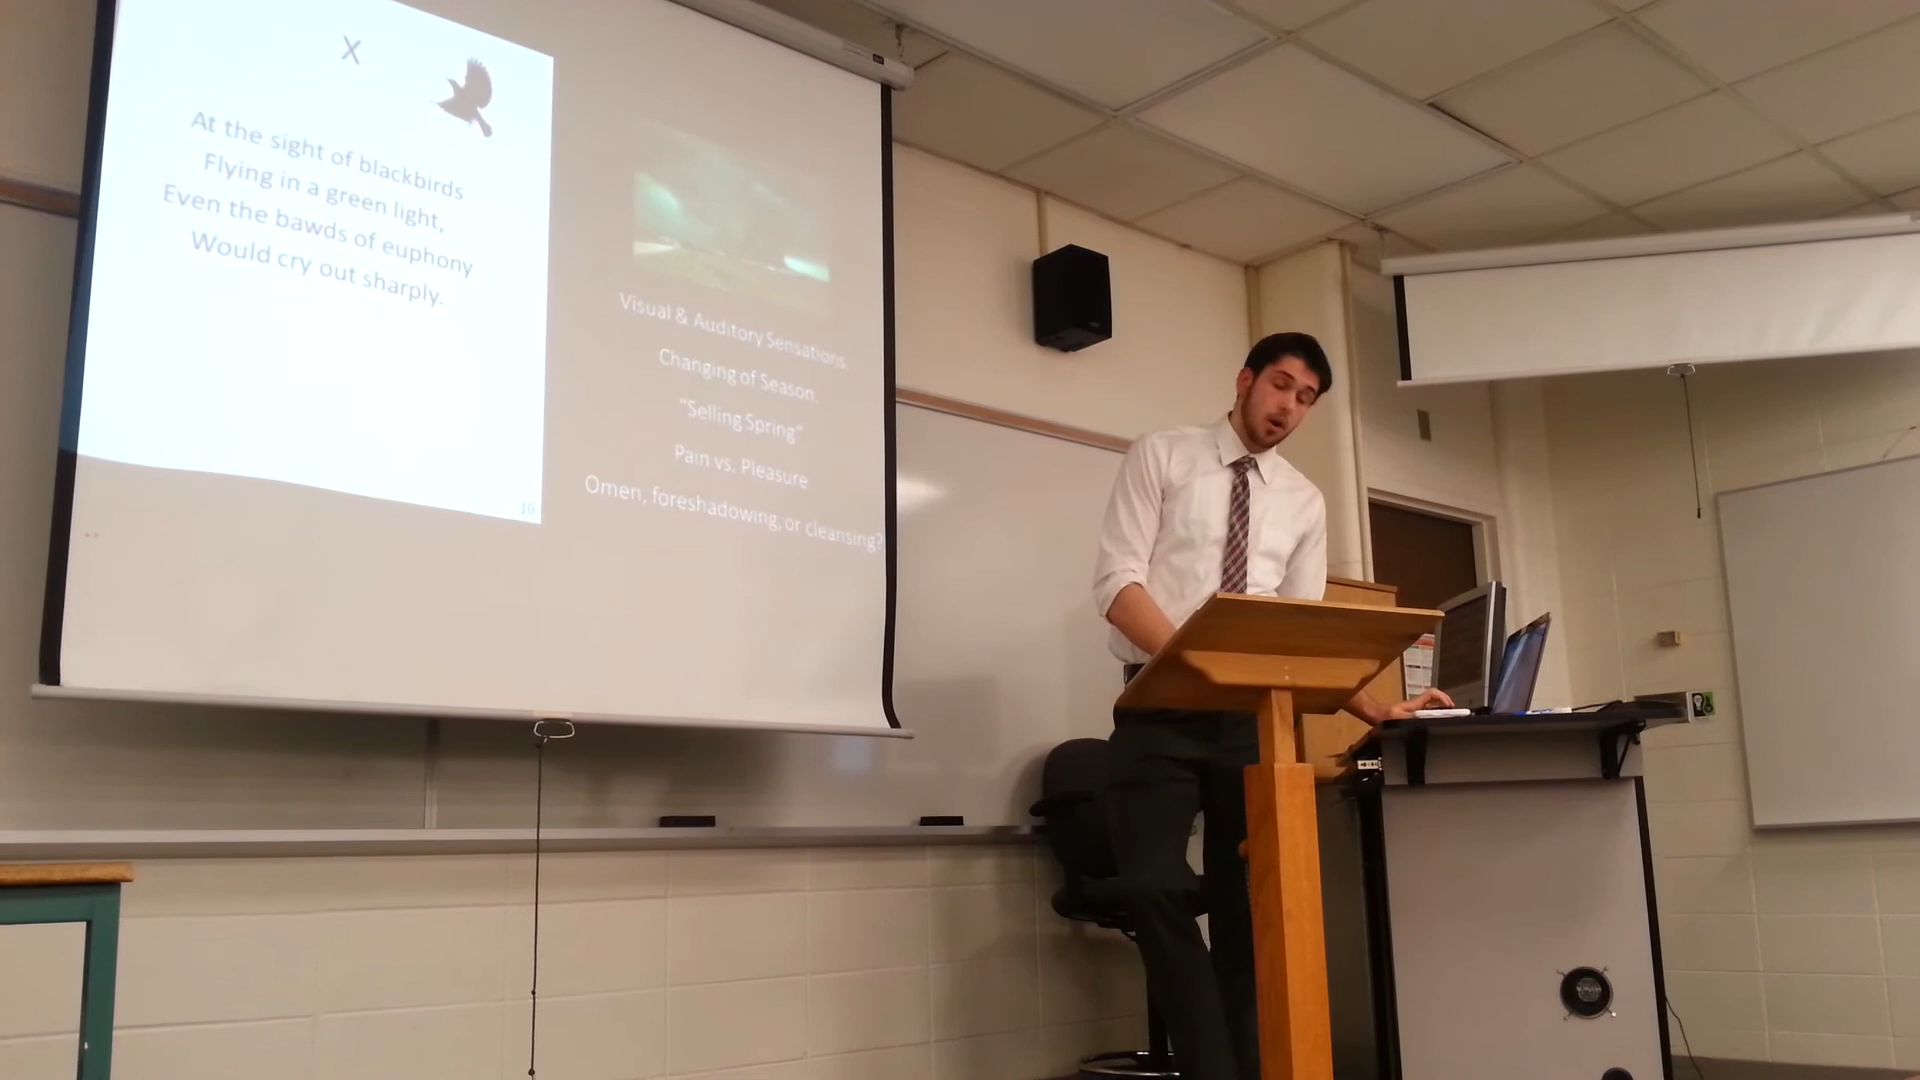 X
At the sight of blackbirds
Flying in a green light,
Even the bawds of euphony
Would cry out sharply.
10
Visual & Auditory Sensations.
Changing of Season.
"Selling Spring"
Pain vs. Pleasure
Omen, foreshadowing, or cleansing?